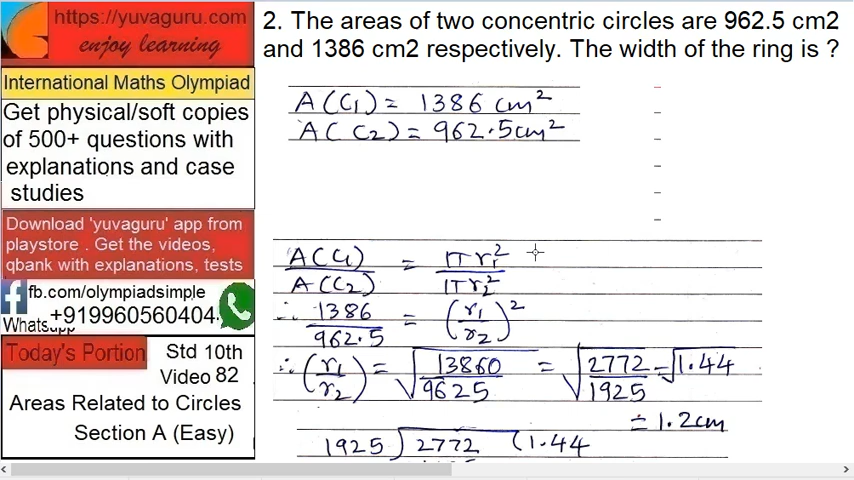 https://yuvaguru.com
enjoy learning
International Maths Olympiad
Get physical/soft copies
of 500+ questions with
explanations and case
studies
Download 'yuvaguru' app from
playstore . Get the videos,
qbank with explanations, tests
fb.com/olympiadsimple
Whatsupp +919960560404
Today's Portion Std 10th
Video 82
Areas Related to Circles
Section A (Easy)
2. The areas of two concentric circles are 962.5 cm2
and 1386 cm2 respectively. The width of the ring is ?
A(C₁) = 1386 cm²
A(C₂) = 962.5cm²
A(C₁)/A(C₂) = πr₁²/πr₂²
∴ 1386/962.5 = (r₁/r₂)²
∴ (r₁/r₂) = √(13860/9625) = √(2772/1925) = √1.44
= 1.2cm
1925 ) 2772 ( 1.44